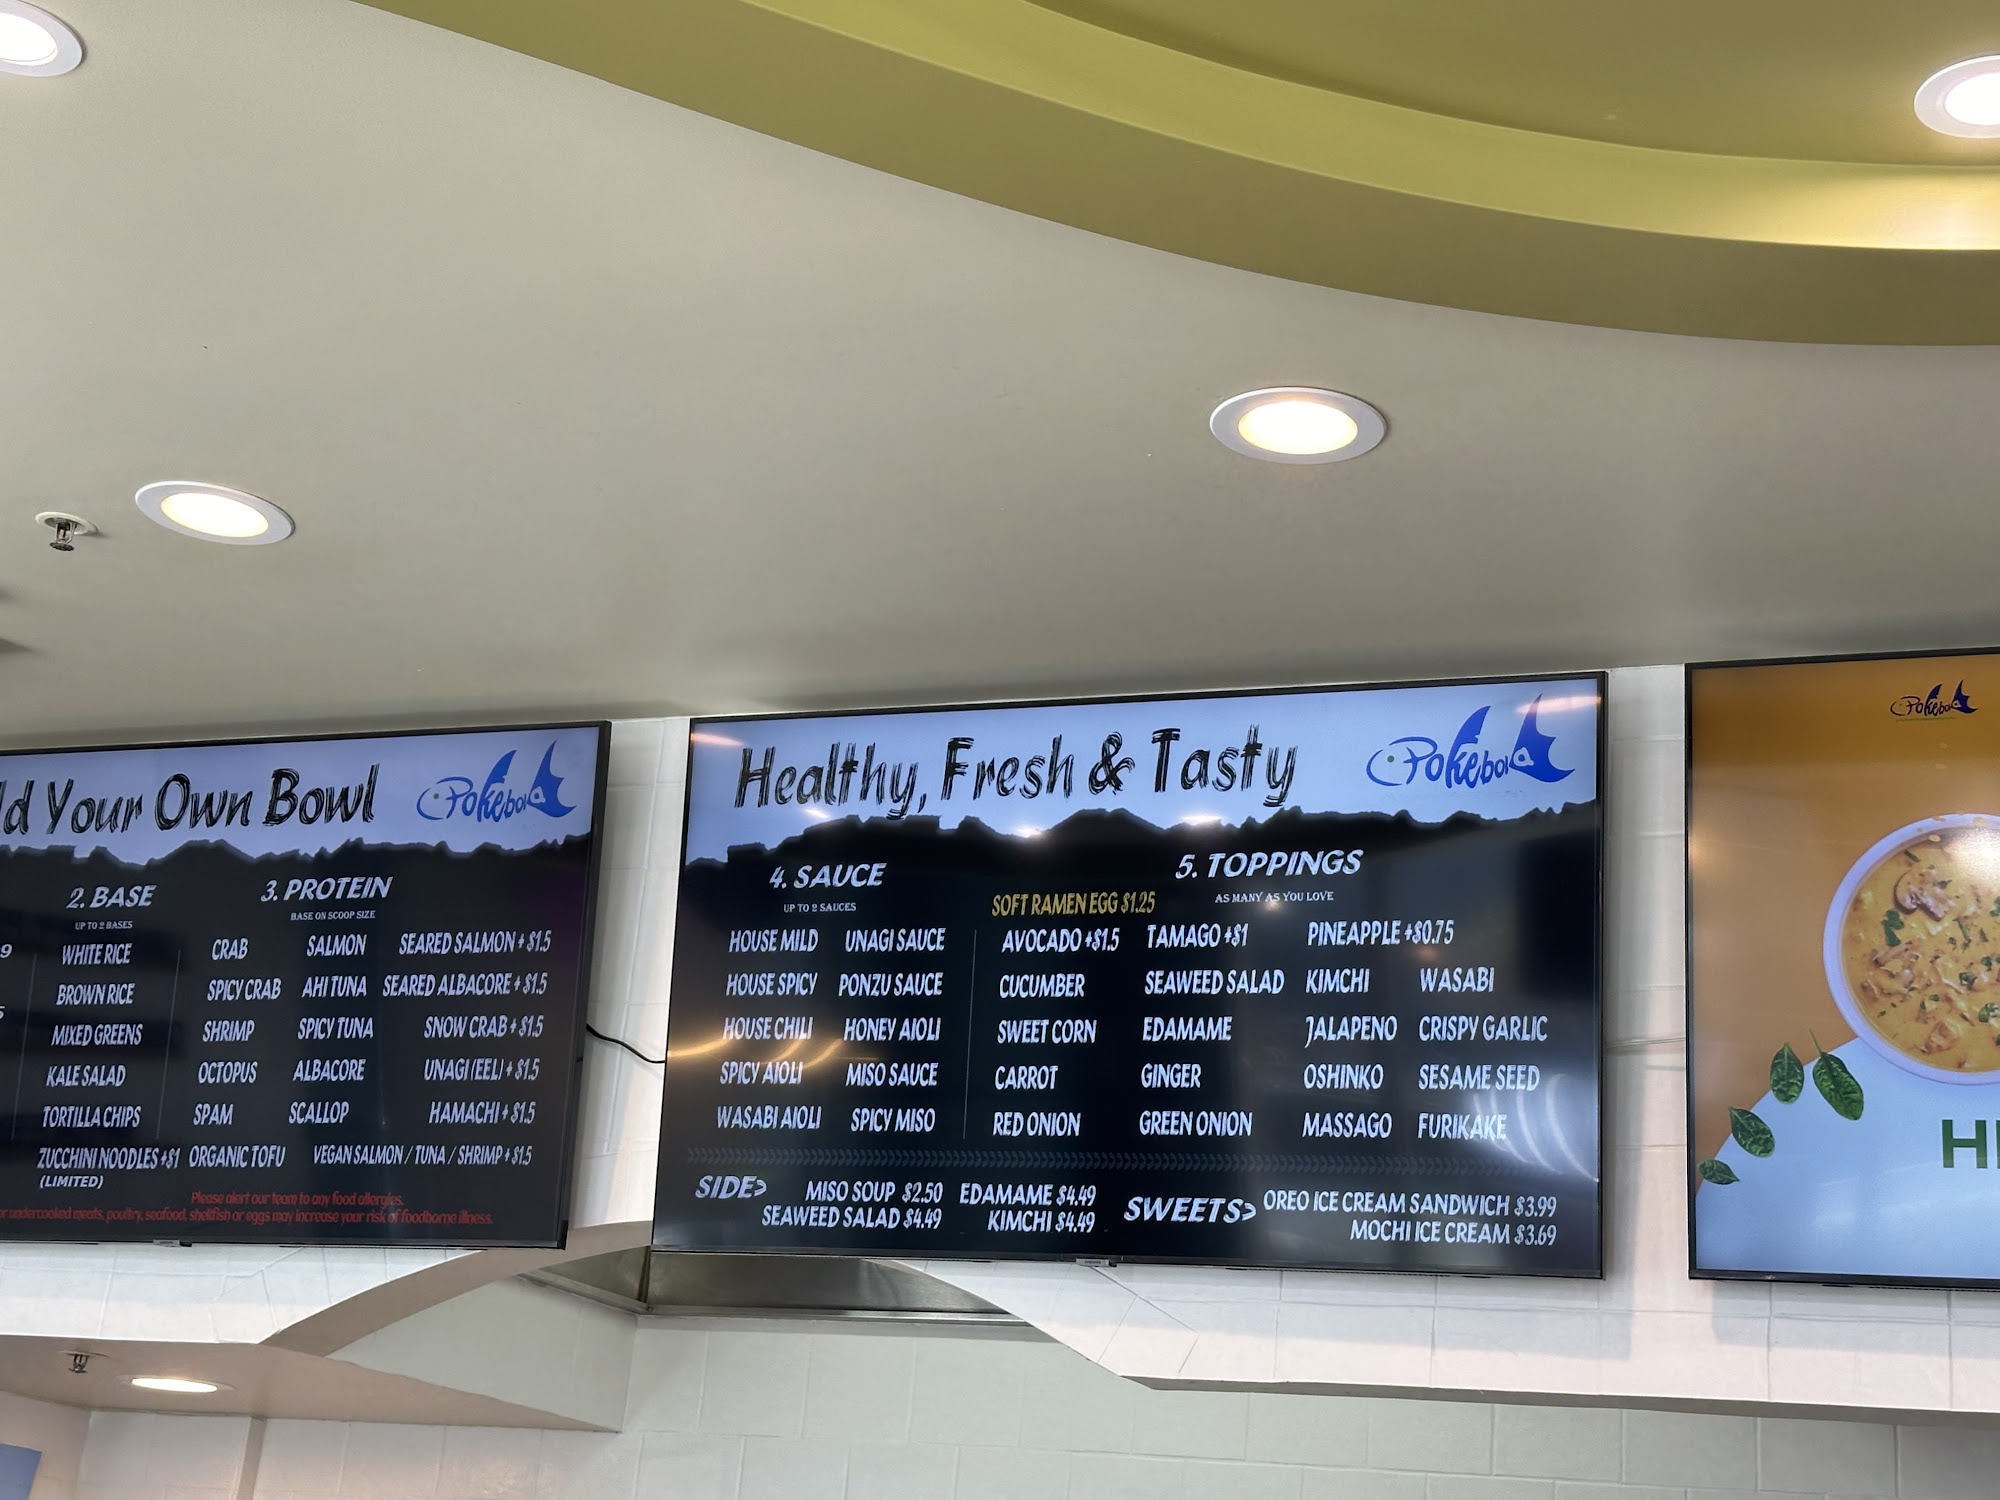 ld Your Own Bowl
Pokebola
2. BASE
UP TO 2 BASES
WHITE RICE
BROWN RICE
MIXED GREENS
KALE SALAD
TORTILLA CHIPS
ZUCCHINI NOODLES +$1
(LIMITED)
3. PROTEIN
BASE ON SCOOP SIZE
CRAB SALMON SEARED SALMON + $1.5
SPICY CRAB AHI TUNA SEARED ALBACORE + $1.5
SHRIMP SPICY TUNA SNOW CRAB + $1.5
OCTOPUS ALBACORE UNAGI (EEL) + $1.5
SPAM SCALLOP HAMACHI + $1.5
ORGANIC TOFU VEGAN SALMON / TUNA / SHRIMP + $1.5
Please alert our team to any food allergies.
or undercooked meats, poultry, seafood, shellfish or eggs may increase your risk of foodborne illness.
Healthy, Fresh & Tasty
Pokebola
4. SAUCE
UP TO 2 SAUCES
HOUSE MILD UNAGI SAUCE
HOUSE SPICY PONZU SAUCE
HOUSE CHILI HONEY AIOLI
SPICY AIOLI MISO SAUCE
WASABI AIOLI SPICY MISO
5. TOPPINGS
AS MANY AS YOU LOVE
SOFT RAMEN EGG $1.25
AVOCADO +$1.5 TAMAGO +$1 PINEAPPLE +$0.75
CUCUMBER SEAWEED SALAD KIMCHI WASABI
SWEET CORN EDAMAME JALAPENO CRISPY GARLIC
CARROT GINGER OSHINKO SESAME SEED
RED ONION GREEN ONION MASSAGO FURIKAKE
SIDE> MISO SOUP $2.50 EDAMAME $4.49
SEAWEED SALAD $4.49 KIMCHI $4.49
SWEETS> OREO ICE CREAM SANDWICH $3.99
MOCHI ICE CREAM $3.69
Pokebola